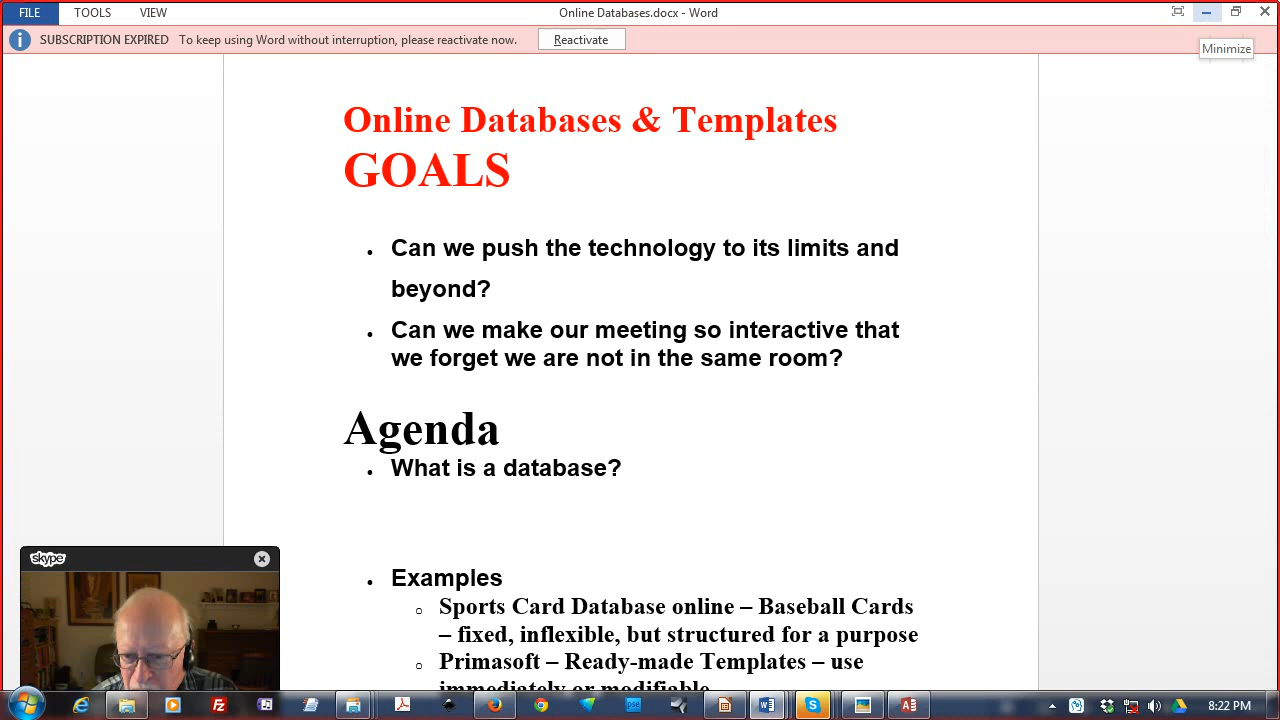 FILE TOOLS VIEW Online Databases.docx - Word
SUBSCRIPTION EXPIRED To keep using Word without interruption, please reactivate now. Reactivate
Minimize
Online Databases & Templates
GOALS
• Can we push the technology to its limits and
beyond?
• Can we make our meeting so interactive that
we forget we are not in the same room?
Agenda
• What is a database?
• Examples
o Sports Card Database online – Baseball Cards
– fixed, inflexible, but structured for a purpose
o Primasoft – Ready-made Templates – use
immediately or modifiable
skype
pse
8:22 PM